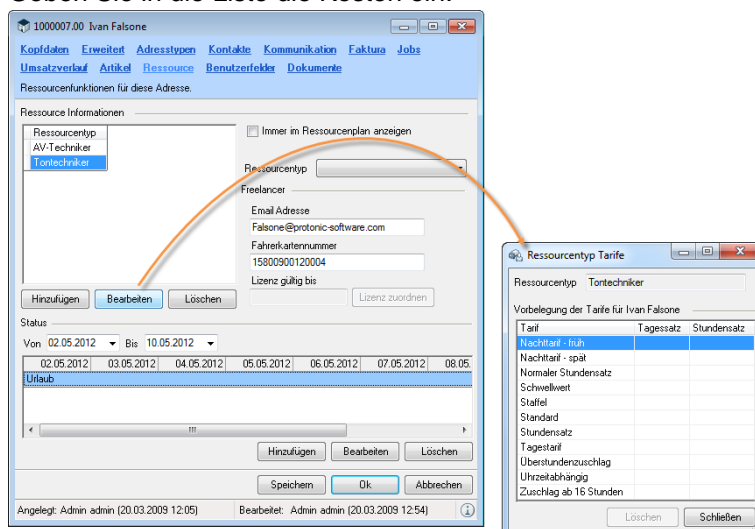 Geben Sie in die Liste die Kosten ein.
1000007.00 Ivan Falsone
Kopfdaten Erweitert Adresstypen Kontakte Kommunikation Faktura Jobs
Umsatzverlauf Artikel Ressource Benutzerfelder Dokumente
Ressourcenfunktionen für diese Adresse.
Ressource Informationen
Ressourcentyp
AV-Techniker
Tontechniker
Immer im Ressourcenplan anzeigen
Ressourcentyp
Freelancer
Email Adresse
Falsone@protonic-software.com
Fahrerkartennummer
15800900120004
Lizenz gültig bis
Lizenz zuordnen
Hinzufügen Bearbeiten Löschen
Status
Von 02.05.2012 Bis 10.05.2012
02.05.2012 03.05.2012 04.05.2012 05.05.2012 06.05.2012 07.05.2012 08.05.
Urlaub
Hinzufügen Bearbeiten Löschen
Speichern Ok Abbrechen
Angelegt: Admin admin (20.03.2009 12:05) Bearbeitet: Admin admin (20.03.2009 12:54)
Ressourcentyp Tarife
Ressourcentyp Tontechniker
Vorbelegung der Tarife für Ivan Falsone
Tarif Tagessatz Stundensatz
Nachttarif - früh
Nachttarif - spät
Normaler Stundensatz
Schwellwert
Staffel
Standard
Stundensatz
Tagestarif
Überstundenzuschlag
Uhrzeitabhängig
Zuschlag ab 16 Stunden
Löschen Schließen